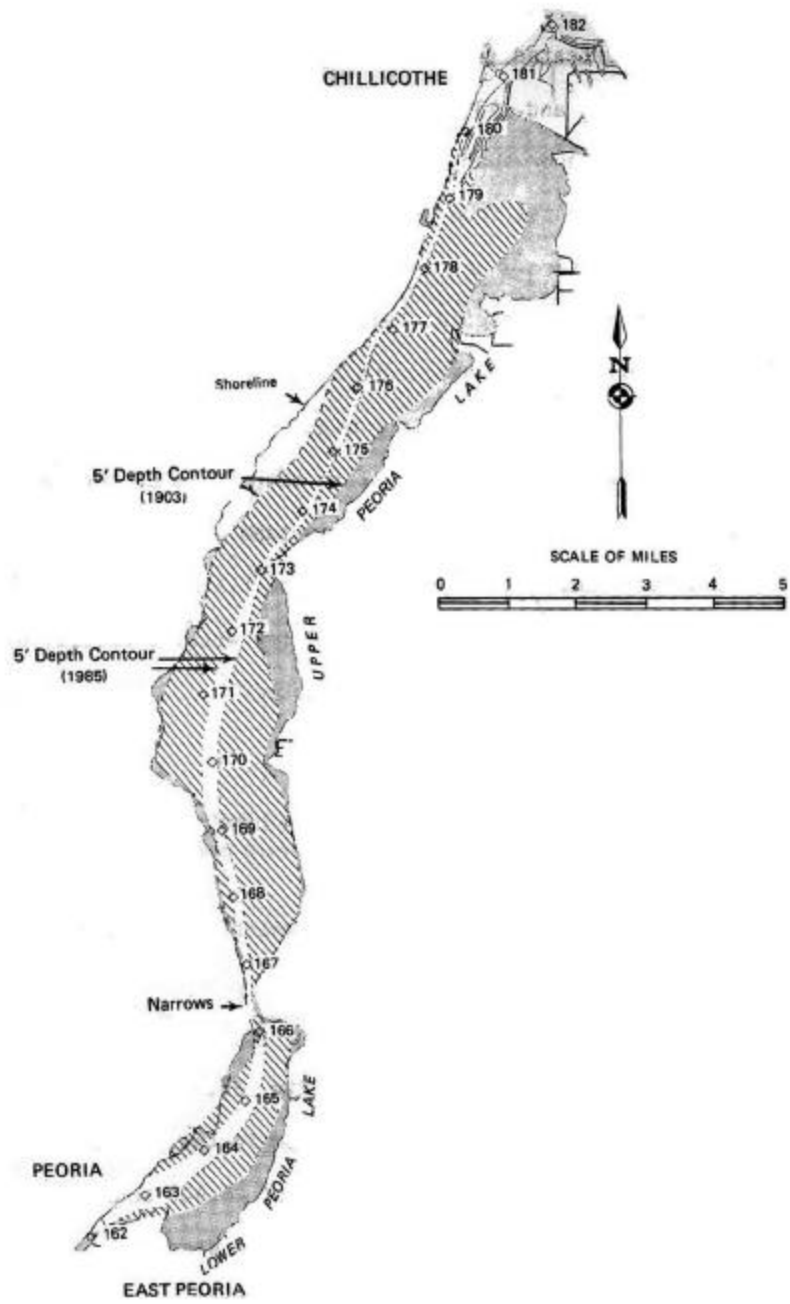 182
CHILLICOTHE
181
180
179
178
177
176
Shoreline
LAKE
175
5' Depth Contour
(1903)
PEORIA
174
173
N
SCALE OF MILES
0 1 2 3 4 5
172
5' Depth Contour
(1985)
UPPER
171
170
169
168
167
Narrows
166
165
LAKE
164
PEORIA
163
PEORIA
162
LOWER
EAST PEORIA